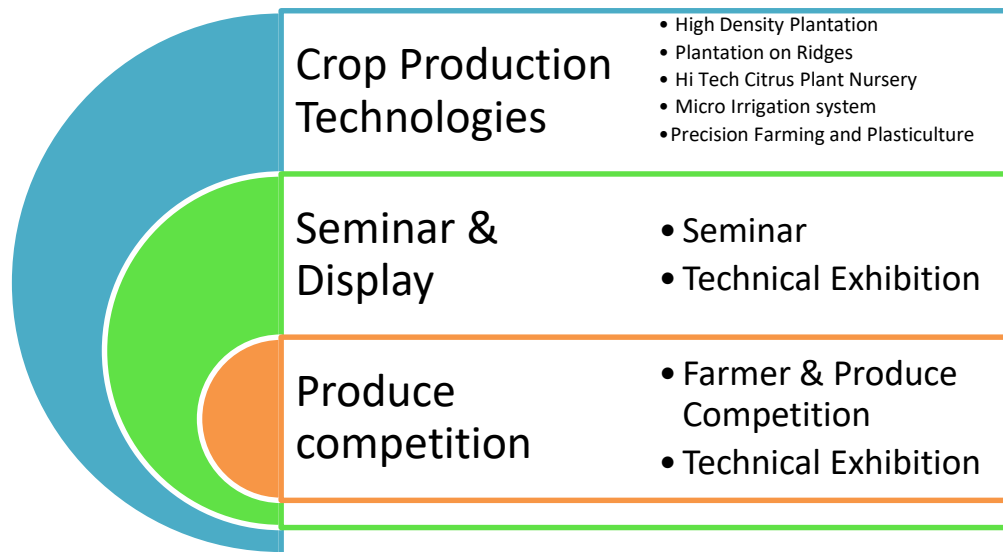 Crop Production
Technologies
• High Density Plantation
• Plantation on Ridges
• Hi Tech Citrus Plant Nursery
• Micro Irrigation system
•Precision Farming and Plasticulture
Seminar &
Display
• Seminar
• Technical Exhibition
Produce
competition
• Farmer & Produce
Competition
• Technical Exhibition